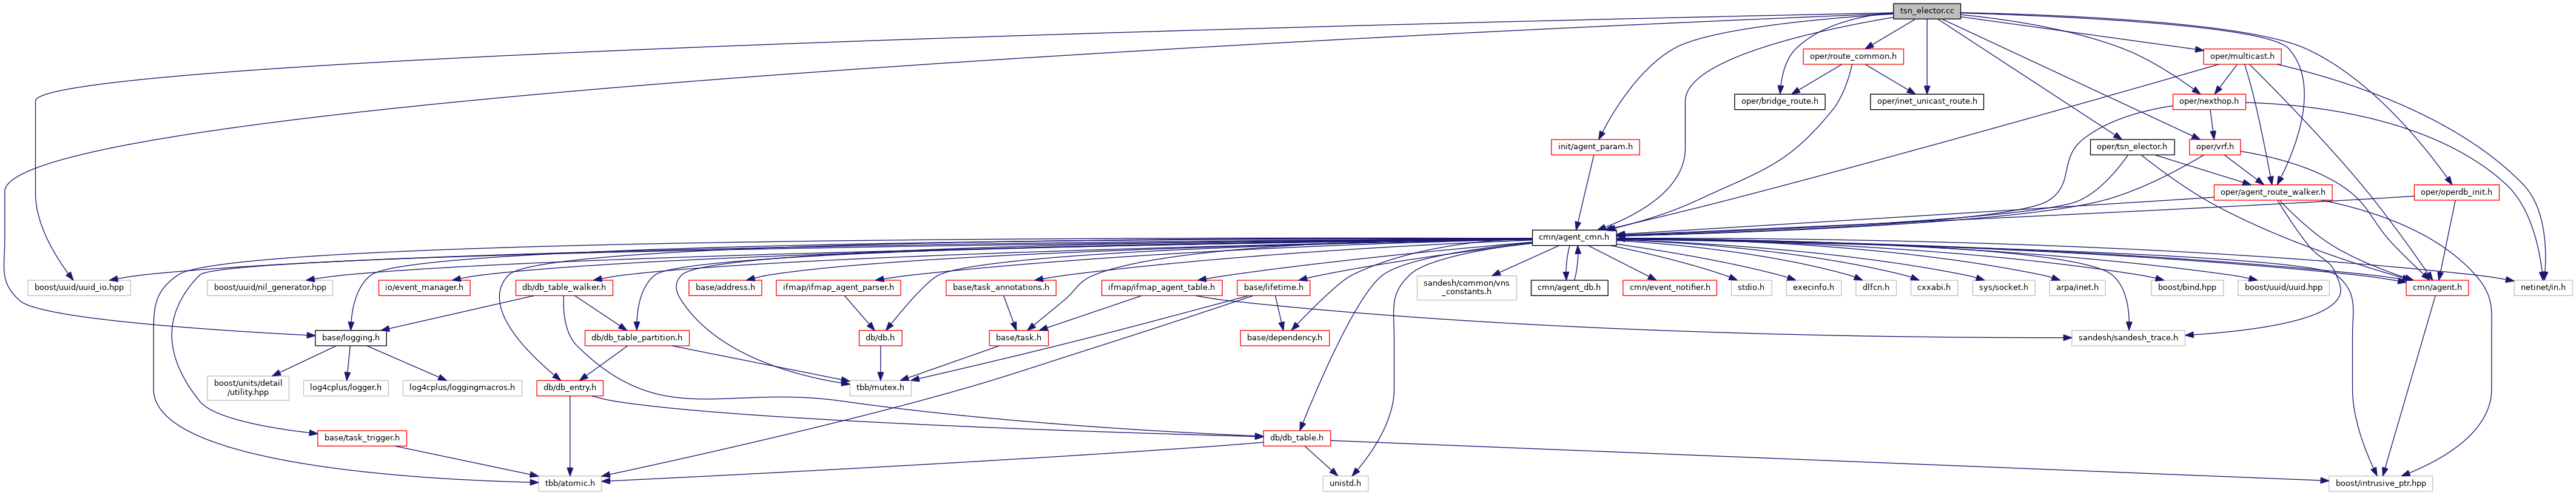 tsn_elector.cc
oper/route_common.h
oper/multicast.h
oper/bridge_route.h
oper/inet_unicast_route.h
oper/nexthop.h
init/agent_param.h
oper/tsn_elector.h
oper/vrf.h
oper/agent_route_walker.h
oper/operdb_init.h
cmn/agent_cmn.h
boost/uuid/uuid_io.hpp
boost/uuid/nil_generator.hpp
io/event_manager.h
db/db_table_walker.h
base/address.h
ifmap/ifmap_agent_parser.h
base/task_annotations.h
ifmap/ifmap_agent_table.h
base/lifetime.h
sandesh/common/vns
_constants.h
cmn/agent_db.h
cmn/event_notifier.h
stdio.h
execinfo.h
dlfcn.h
cxxabi.h
sys/socket.h
arpa/inet.h
boost/bind.hpp
boost/uuid/uuid.hpp
cmn/agent.h
netinet/in.h
base/logging.h
db/db_table_partition.h
db/db.h
base/task.h
base/dependency.h
sandesh/sandesh_trace.h
boost/units/detail
/utility.hpp
log4cplus/logger.h
log4cplus/loggingmacros.h
db/db_entry.h
tbb/mutex.h
base/task_trigger.h
db/db_table.h
tbb/atomic.h
unistd.h
boost/intrusive_ptr.hpp